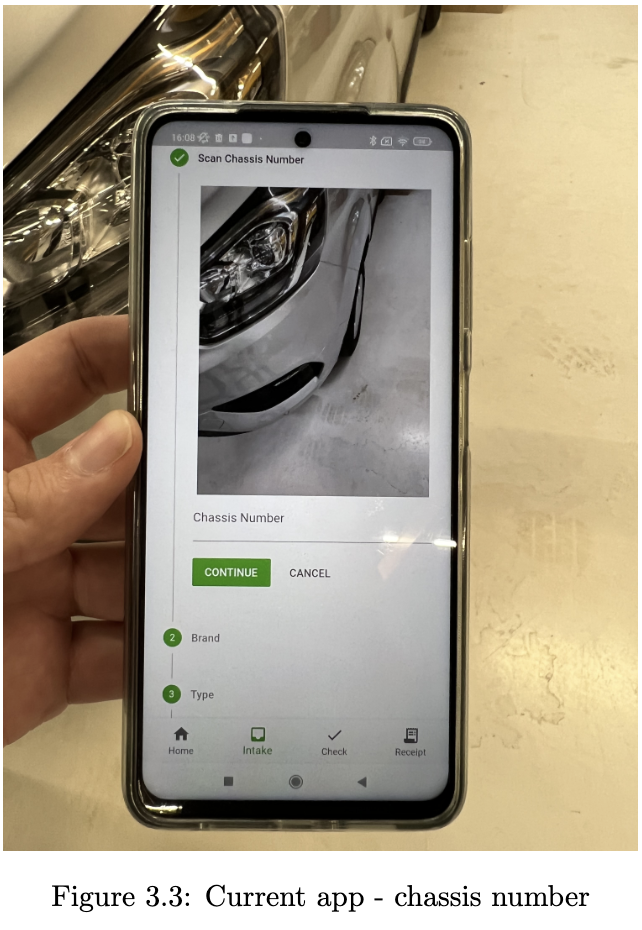 16:08
Scan Chassis Number
Chassis Number
CONTINUE CANCEL
2 Brand
3 Type
Home Intake Check Receipt
Figure 3.3: Current app - chassis number